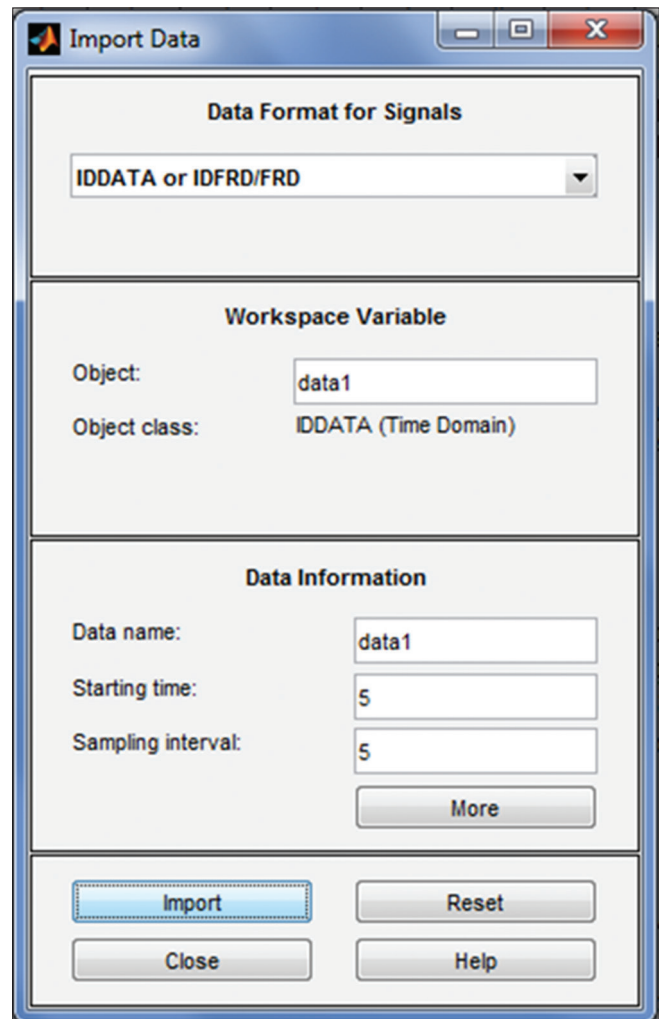 Import Data
Data Format for Signals
IDDATA or IDFRD/FRD
Workspace Variable
Object: data1
Object class: IDDATA (Time Domain)
Data Information
Data name: data1
Starting time: 5
Sampling interval: 5
More
Import Reset
Close Help